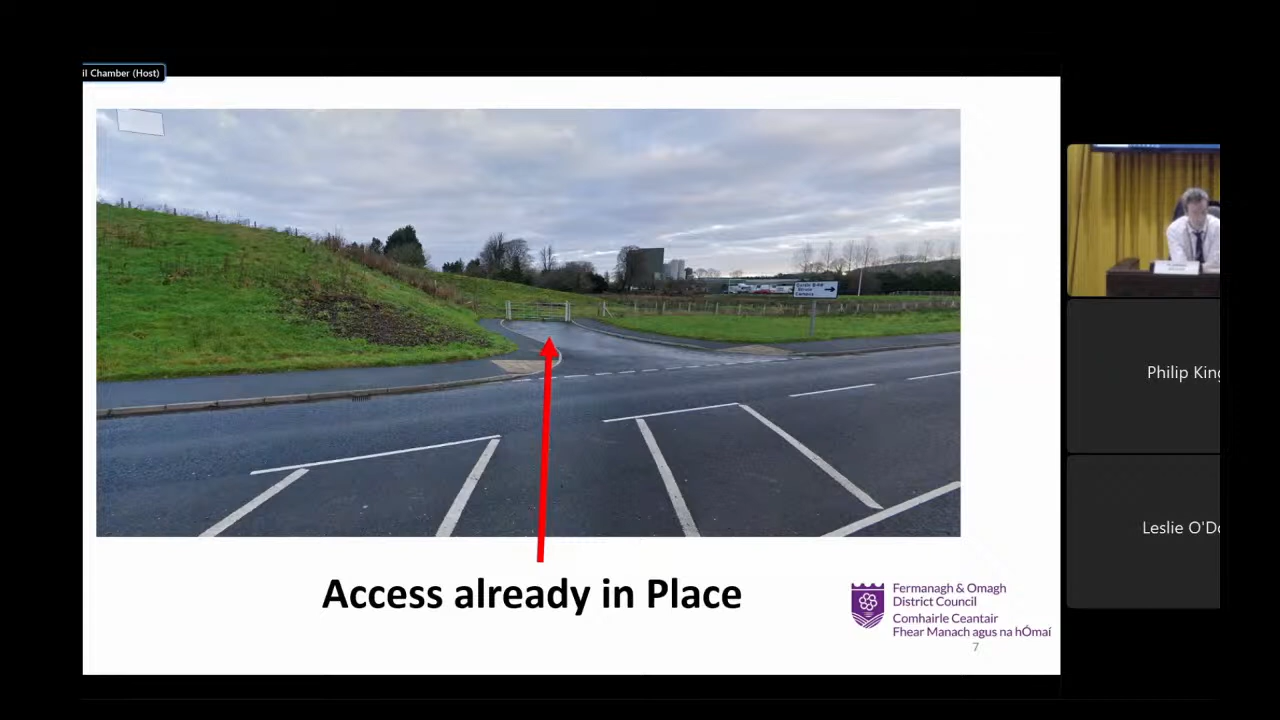 il Chamber (Host)
Access already in Place
Fermanagh & Omagh
District Council
Comhairle Ceantair
Fhear Manach agus na hÓmaí
7
Philip King
Leslie O'Do